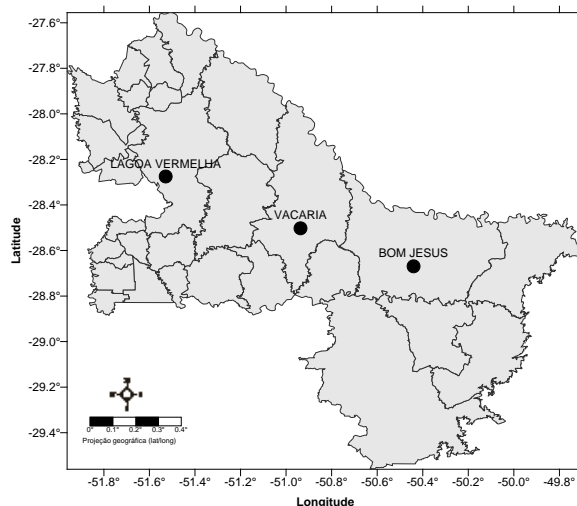 -27.6°
-27.8°
-28.0°
-28.2°
-28.4°
-28.6°
-28.8°
-29.0°
-29.2°
-29.4°
Latitude
LAGOA VERMELHA
VACARIA
BOM JESUS
0° 0.1° 0.2° 0.3° 0.4°
Projeção geográfica (lat/long)
-51.8° -51.6° -51.4° -51.2° -51.0° -50.8° -50.6° -50.4° -50.2° -50.0° -49.8°
Longitude